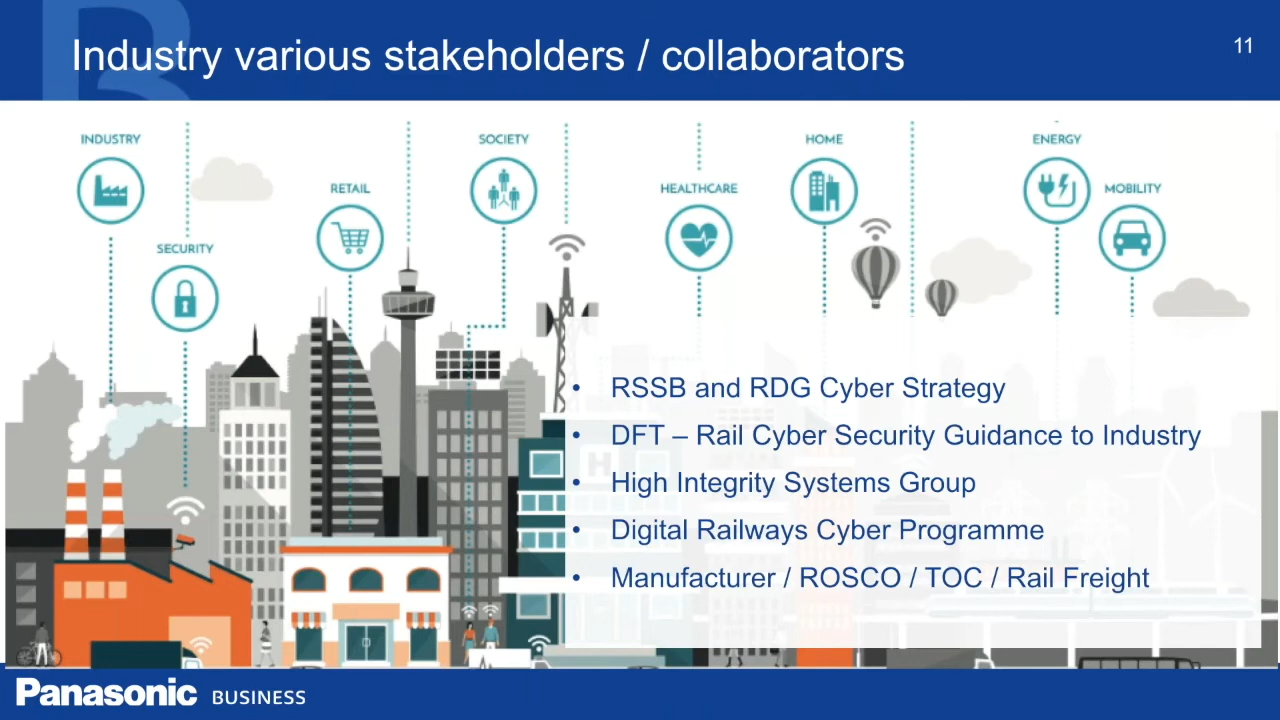 Industry various stakeholders / collaborators
11
INDUSTRY
SOCIETY
HOME
ENERGY
RETAIL
HEALTHCARE
MOBILITY
SECURITY
• RSSB and RDG Cyber Strategy
• DFT – Rail Cyber Security Guidance to Industry
• High Integrity Systems Group
• Digital Railways Cyber Programme
• Manufacturer / ROSCO / TOC / Rail Freight
H
Panasonic BUSINESS